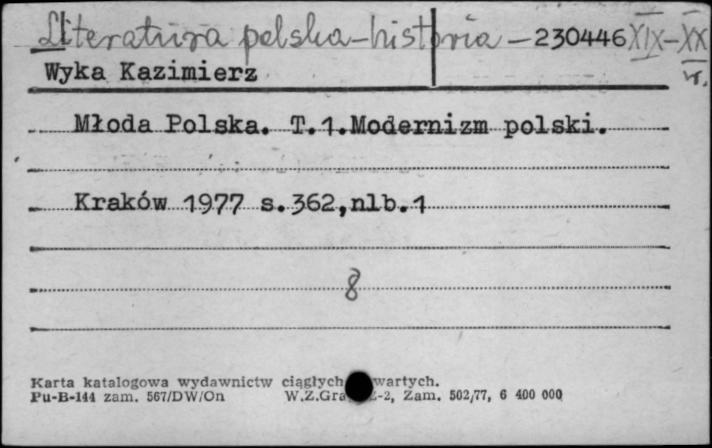 Literatura polska-historia - 230446 XIX-XX w.
Wyka Kazimierz
Młoda Polska. T.1.Modernizm polski.
Kraków 1977 s.362,nlb.1
8
Karta katalogowa wydawnictw ciągłych wartych.
Pu-B-144 zam. 567/DW/On W.Z.Gra Z-2, Zam. 502/77, 6 400 000